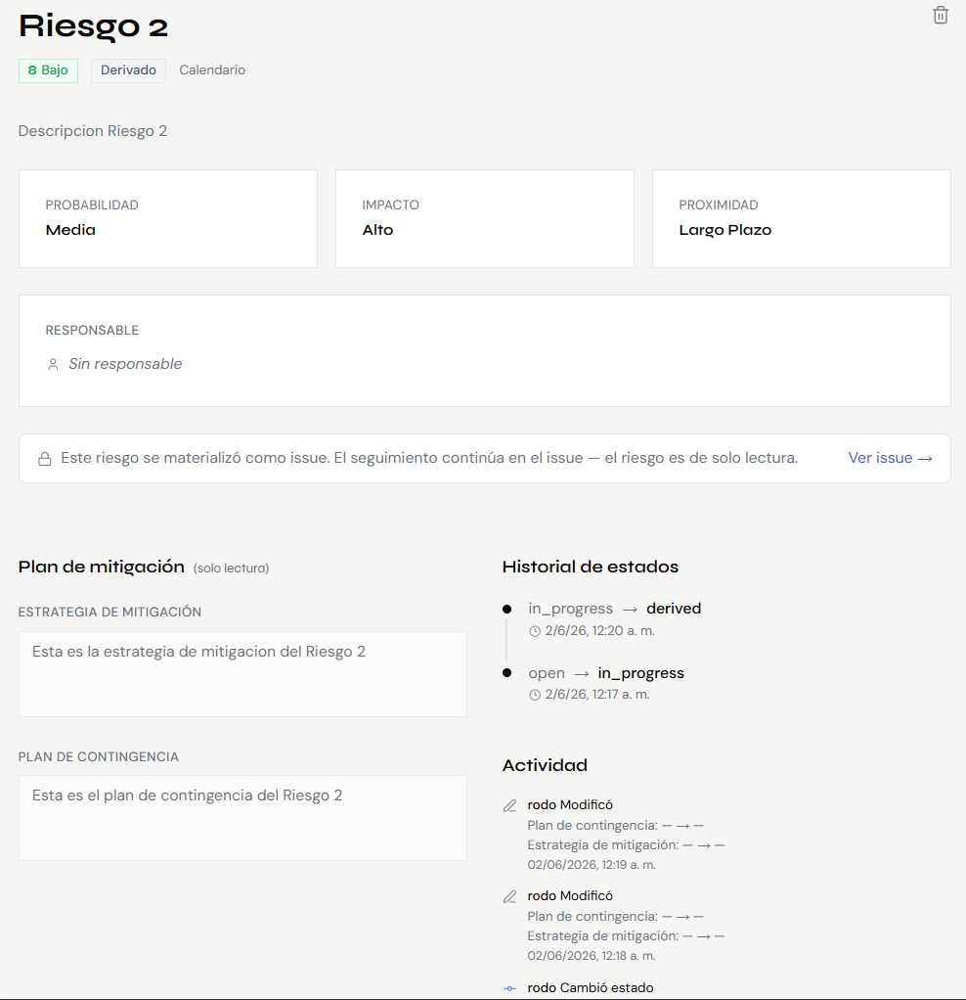 Riesgo 2
8 Bajo
Derivado
Calendario
Descripcion Riesgo 2
PROBABILIDAD
Media
IMPACTO
Alto
PROXIMIDAD
Largo Plazo
RESPONSABLE
Sin responsable
Este riesgo se materializó como issue. El seguimiento continúa en el issue — el riesgo es de solo lectura.
Ver issue →
Plan de mitigación (solo lectura)
ESTRATEGIA DE MITIGACIÓN
Esta es la estrategia de mitigacion del Riesgo 2
PLAN DE CONTINGENCIA
Esta es el plan de contingencia del Riesgo 2
Historial de estados
in_progress → derived
2/6/26, 12:20 a. m.
open → in_progress
2/6/26, 12:17 a. m.
Actividad
rodo Modificó
Plan de contingencia: — → —
Estrategia de mitigación: — → —
02/06/2026, 12:19 a. m.
rodo Modificó
Plan de contingencia: — → —
Estrategia de mitigación: — → —
02/06/2026, 12:18 a. m.
rodo Cambió estado